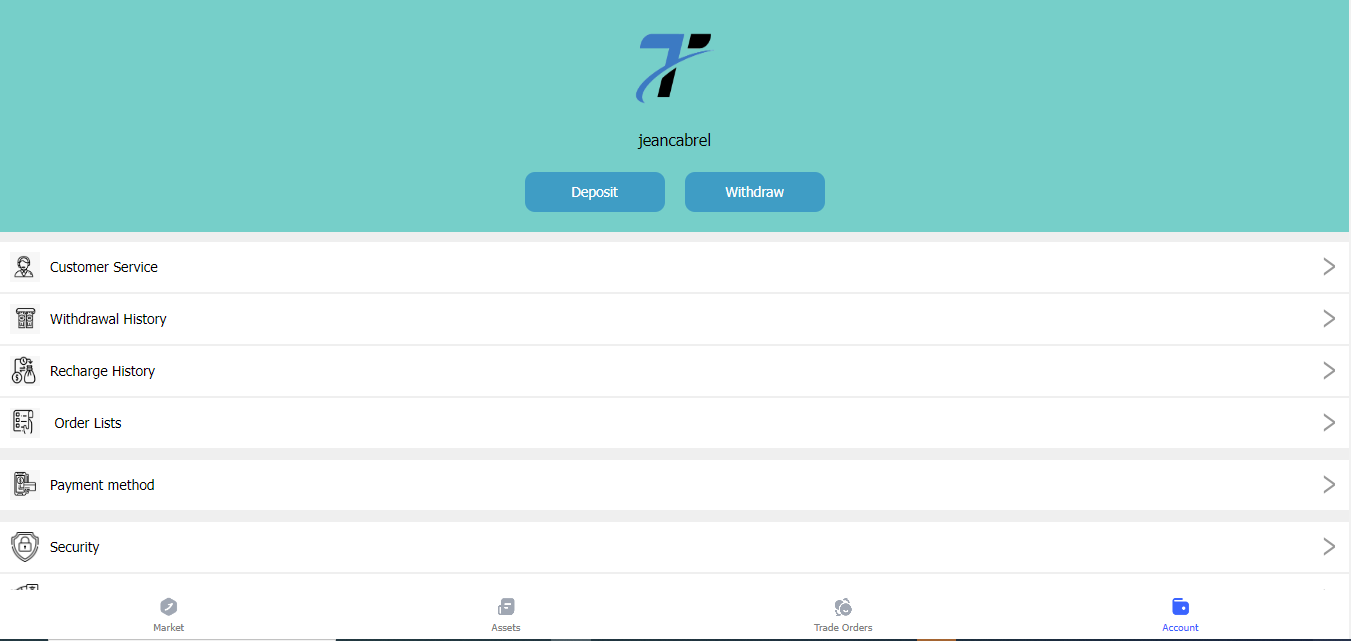 jeancabrel
Deposit
Withdraw
Customer Service
Withdrawal History
Recharge History
Order Lists
Payment method
Security
Market
Assets
Trade Orders
Account